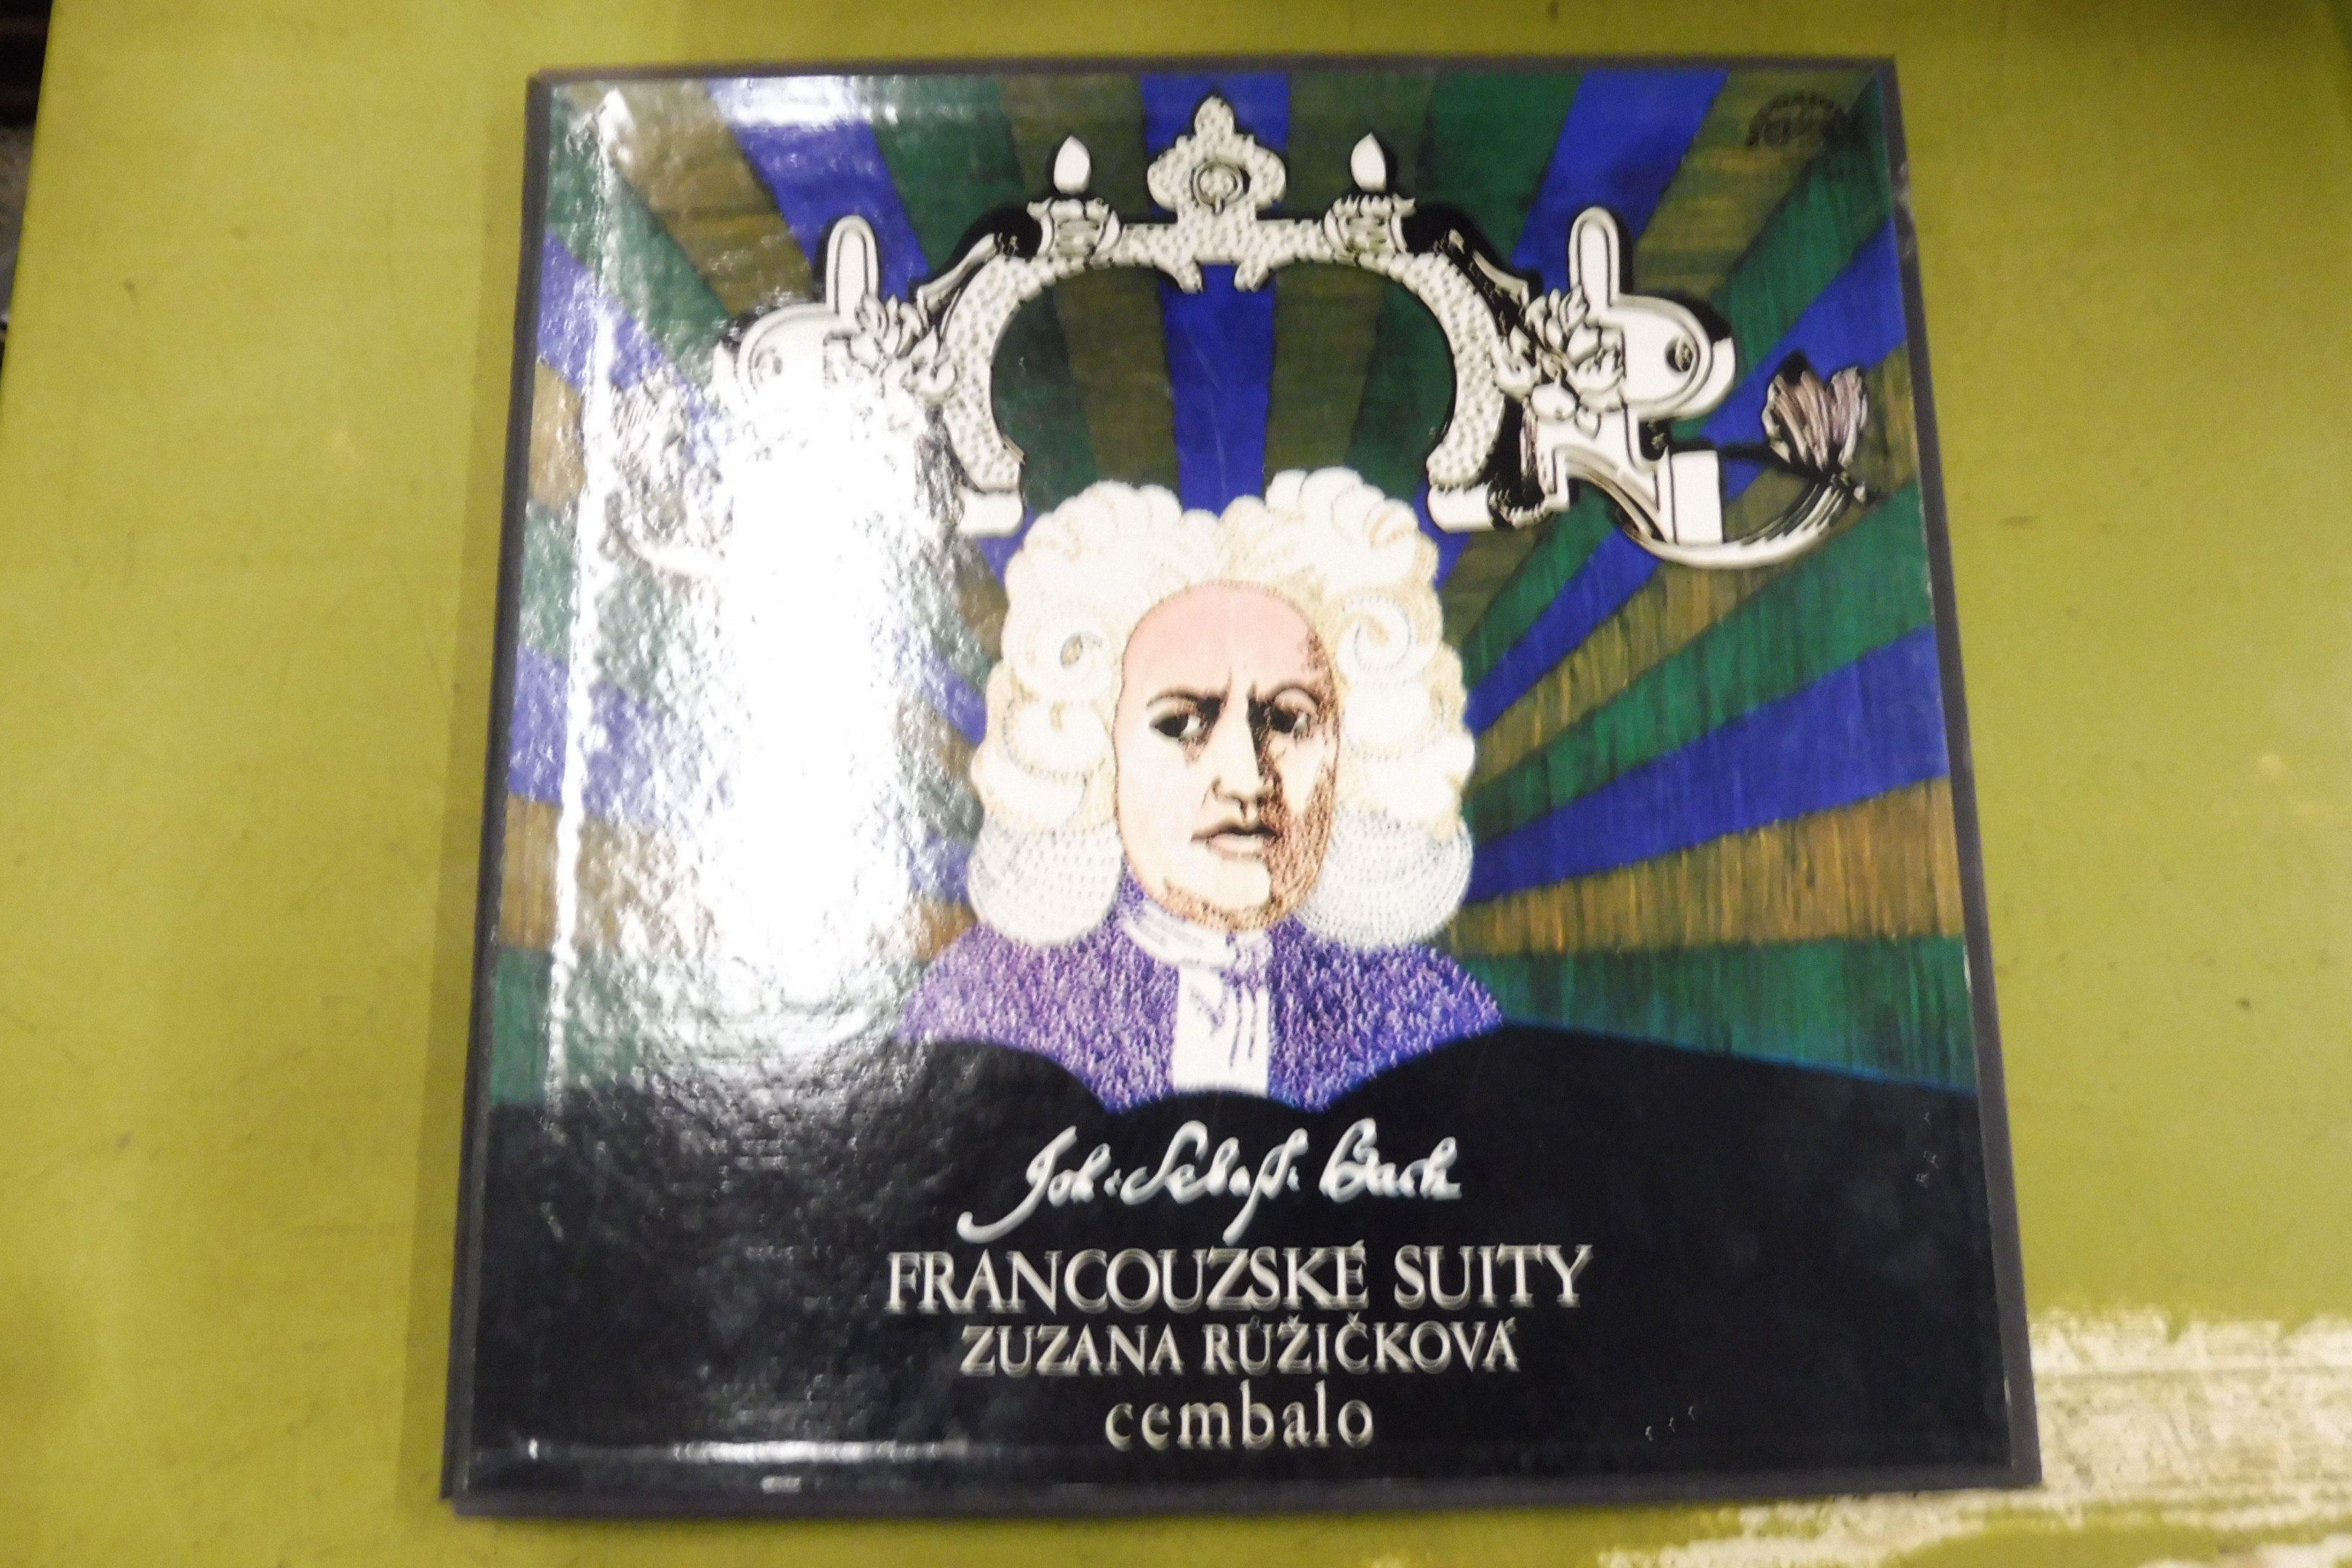 Joh: Sebast: Bach
FRANCOUZSKÉ SUITY
ZUZANA RŮŽIČKOVÁ
cembalo